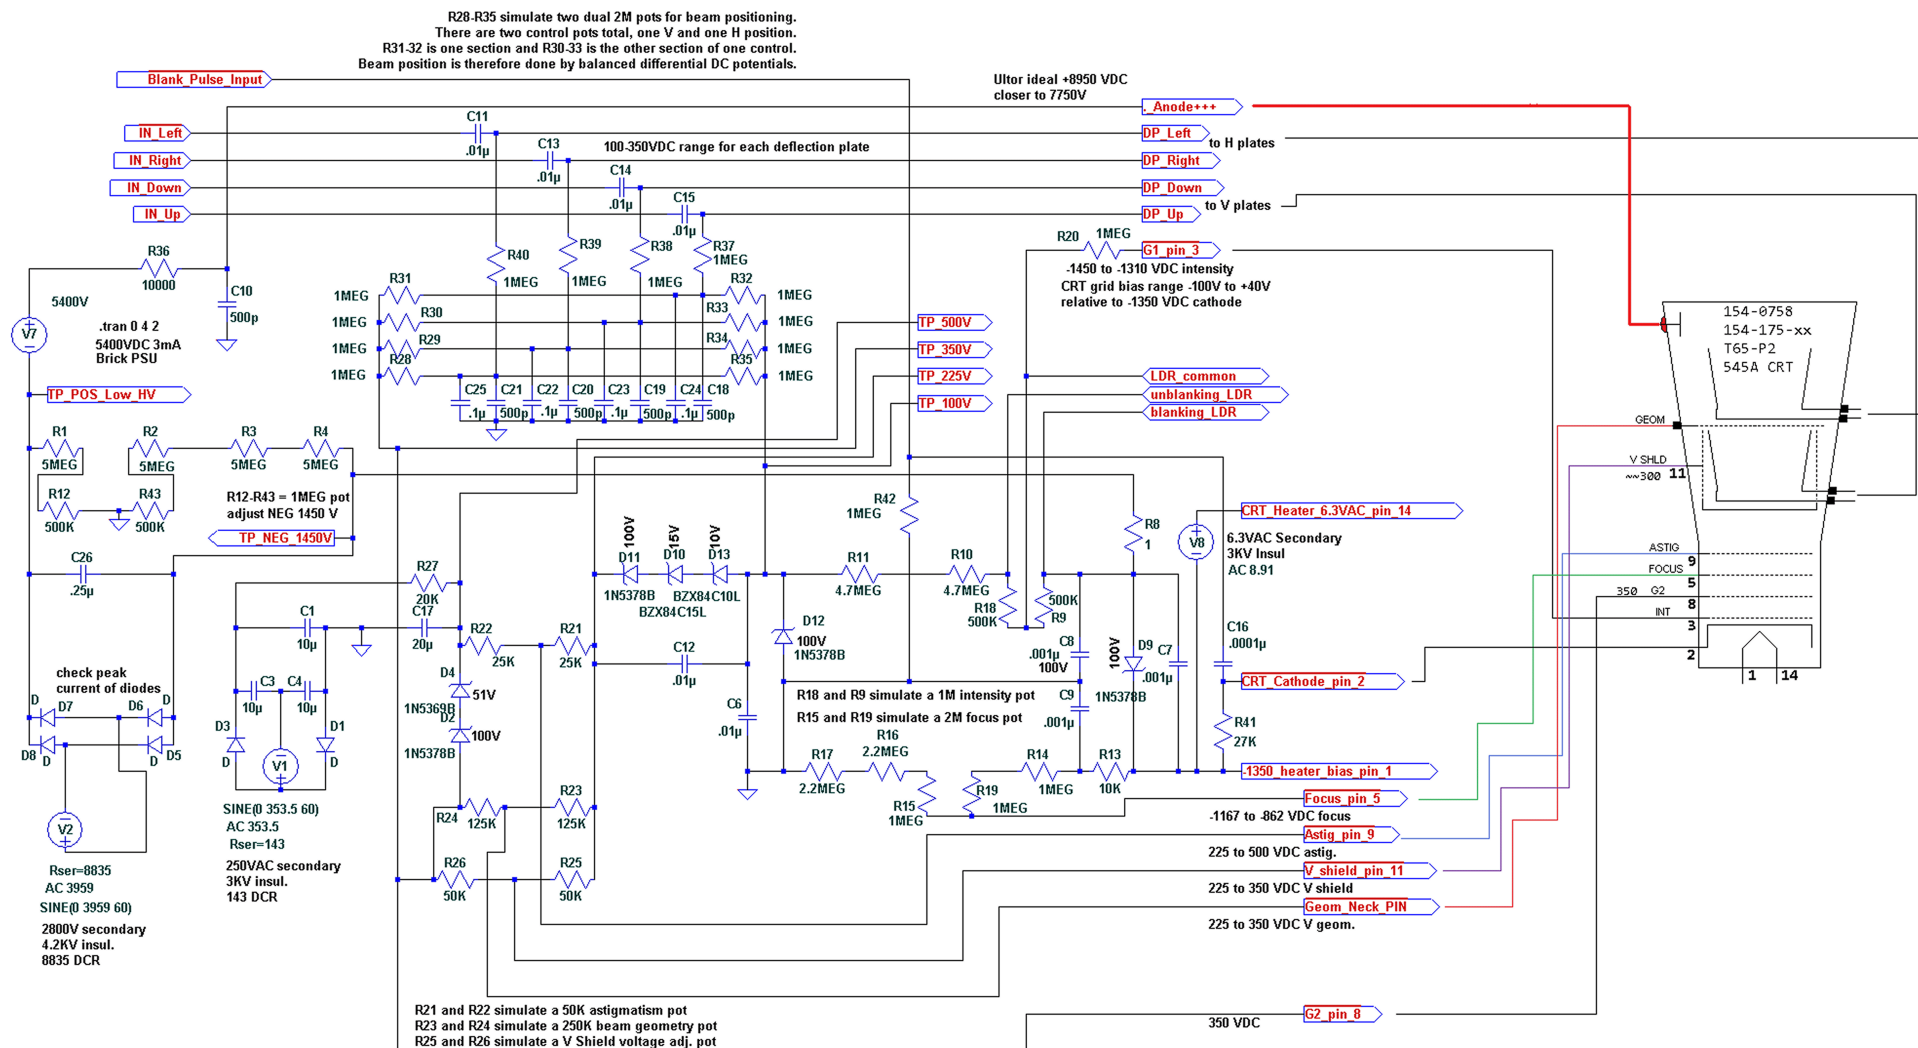 R28-R35 simulate two dual 2M pots for beam positioning.
There are two control pots total, one V and one H position.
R31-32 is one section and R30-33 is the other section of one control.
Beam position is therefore done by balanced differential DC potentials.
Blank_Pulse_Input
Ultor ideal +8950 VDC
closer to 7750V
._Anode+++
IN_Left
C11
.01µ
DP_Left
to H plates
IN_Right
C13
.01µ
100-350VDC range for each deflection plate
DP_Right
IN_Down
C14
.01µ
DP_Down
IN_Up
C15
.01µ
DP_Up
to V plates
R36
10000
C10
500p
5400V
V7
.tran 0 4 2
5400VDC 3mA
Brick PSU
R40
1MEG
R39
1MEG
R38
1MEG
R37
1MEG
R20
1MEG
G1_pin_3
-1450 to -1310 VDC intensity
CRT grid bias range -100V to +40V
relative to -1350 VDC cathode
R31
1MEG
R32
1MEG
R30
1MEG
R33
1MEG
R29
1MEG
R34
1MEG
R28
1MEG
R35
1MEG
TP_500V
TP_350V
TP_225V
TP_100V
C25
.1µ
C21
500p
C22
.1µ
C20
500p
C23
.1µ
C19
500p
C24
.1µ
C18
500p
LDR_common
unblanking_LDR
blanking_LDR
154-0758
154-175-xx
T65-P2
545A CRT
GEOM
V SHLD
~~300
11
ASTIG
9
FOCUS
5
350
G2
8
INT
3
2
1
14
TP_POS_Low_HV
R1
5MEG
R2
5MEG
R3
5MEG
R4
5MEG
R12
500K
R43
500K
R12-R43 = 1MEG pot
adjust NEG 1450 V
TP_NEG_1450V
C26
.25µ
R42
1MEG
R8
1
V8
CRT_Heater_6.3VAC_pin_14
6.3VAC Secondary
3KV Insul
AC 8.91
100V
D11
1N5378B
15V
D10
BZX84C15L
10V
D13
BZX84C10L
R11
4.7MEG
R10
4.7MEG
R18
500K
500K
R9
R27
20K
C1
10µ
C17
20µ
R22
25K
R21
25K
C12
.01µ
D12
100V
1N5378B
C8
.001µ
100V
100V
D9
1N5378B
C7
.001µ
C16
.0001µ
CRT_Cathode_pin_2
check peak
current of diodes
D
D7
D6
D
D8
D
D
D5
C3
10µ
C4
10µ
D3
D
D1
D
V1
D4
51V
1N5369B
D2
100V
1N5378B
C6
.01µ
R18 and R9 simulate a 1M intensity pot
R15 and R19 simulate a 2M focus pot
C9
.001µ
R41
27K
R17
2.2MEG
R16
2.2MEG
R15
1MEG
R19
1MEG
R14
1MEG
R13
10K
-1350_heater_bias_pin_1
Focus_pin_5
-1167 to -862 VDC focus
Astig_pin_9
225 to 500 VDC astig.
V_shield_pin_11
225 to 350 VDC V shield
Geom_Neck_PIN
225 to 350 VDC V geom.
V2
Rser=8835
AC 3959
SINE(0 3959 60)
2800V secondary
4.2KV insul.
8835 DCR
SINE(0 353.5 60)
AC 353.5
Rser=143
250VAC secondary
3KV insul.
143 DCR
R24
125K
R23
125K
R26
50K
R25
50K
R21 and R22 simulate a 50K astigmatism pot
R23 and R24 simulate a 250K beam geometry pot
R25 and R26 simulate a V Shield voltage adj. pot
350 VDC
G2_pin_8